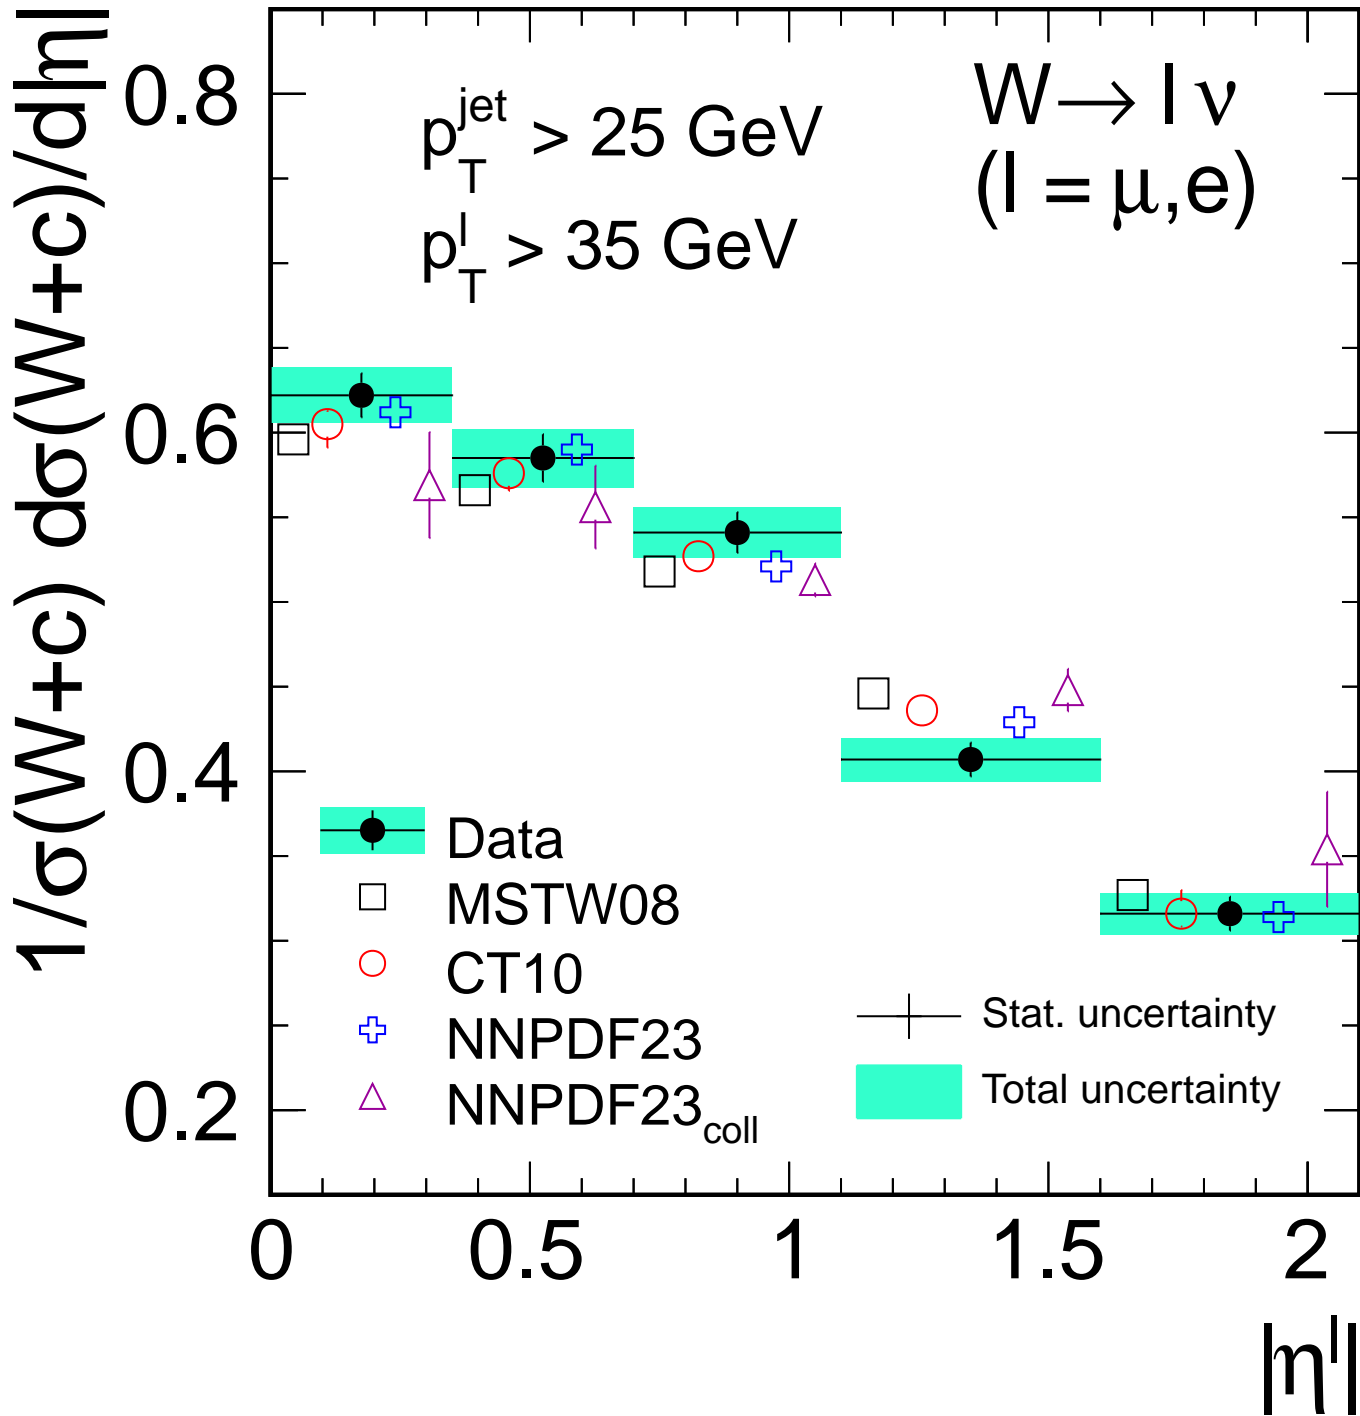 1/σ(W+c) dσ(W+c)/d|η|
0.8
0.6
0.4
0.2
p_T^jet > 25 GeV
p_T^l > 35 GeV
W→ l ν
(l = μ,e)
Data
MSTW08
CT10
NNPDF23
NNPDF23_coll
Stat. uncertainty
Total uncertainty
0 0.5 1 1.5 2
|η^l|